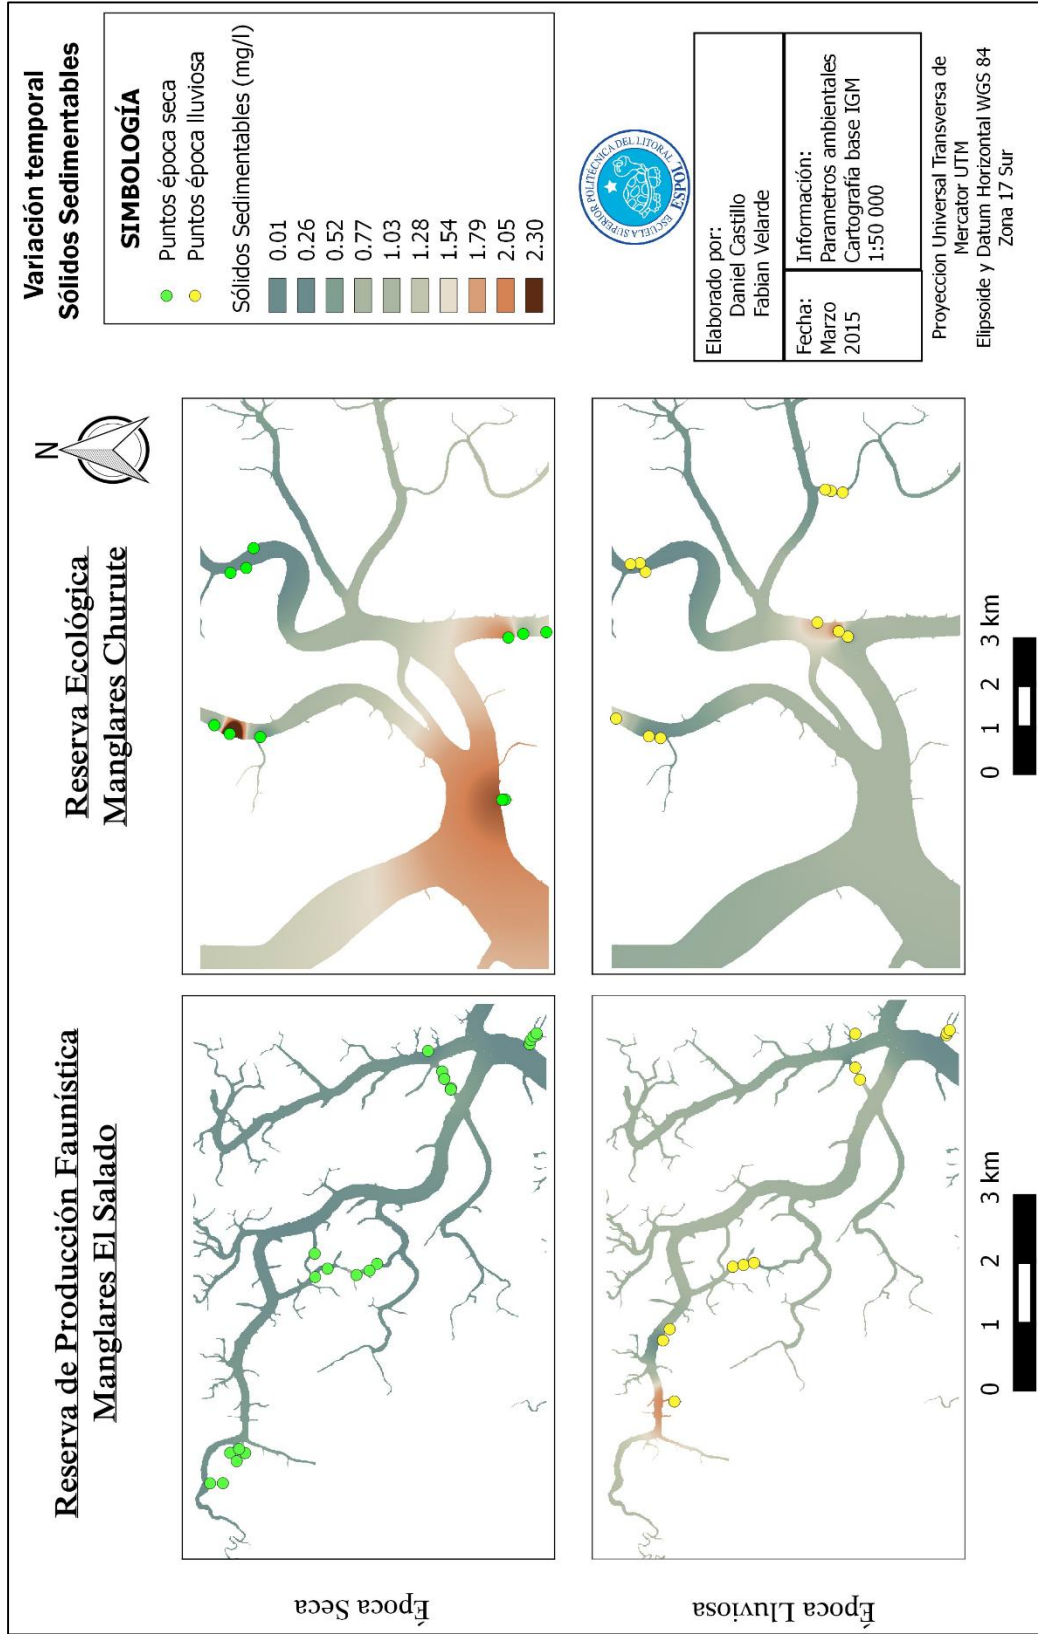 Reserva de Producción Faunística
Manglares El Salado
Reserva Ecológica
Manglares Churute
N
Variación temporal
Sólidos Sedimentables
SIMBOLOGÍA
Puntos época seca
Puntos época lluviosa
Sólidos Sedimentables (mg/l)
0.01
0.26
0.52
0.77
1.03
1.28
1.54
1.79
2.05
2.30
Época Seca
Época Lluviosa
0 1 2 3 km
0 1 2 3 km
ESCUELA SUPERIOR POLITÉCNICA DEL LITORAL
ESPOL
Elaborado por:
Daniel Castillo
Fabian Velarde
Fecha:
Marzo
2015
Información:
Parametros ambientales
Cartografía base IGM
1:50 000
Proyeccion Universal Transversa de
Mercator UTM
Elipsoide y Datum Horizontal WGS 84
Zona 17 Sur